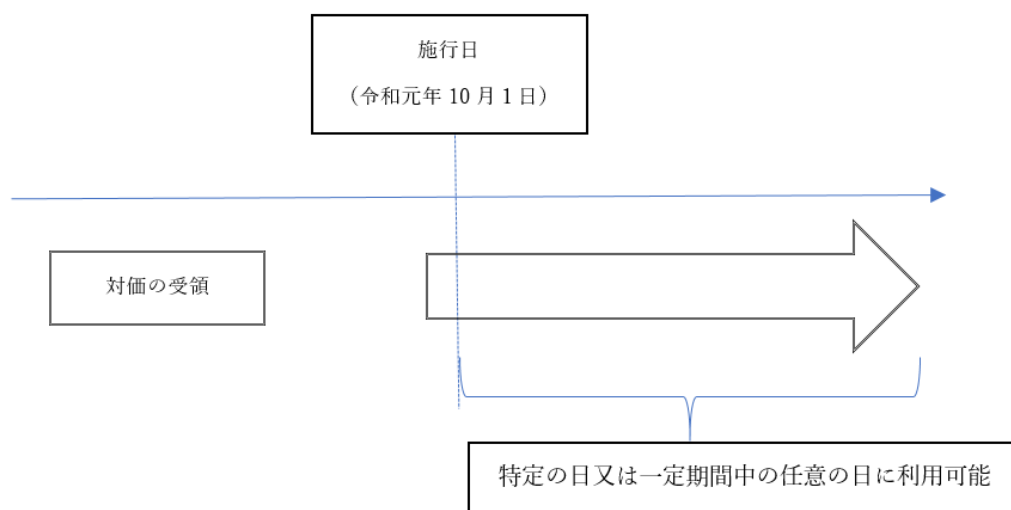 施行日
（令和元年 10 月 1 日）
対価の受領
特定の日又は一定期間中の任意の日に利用可能